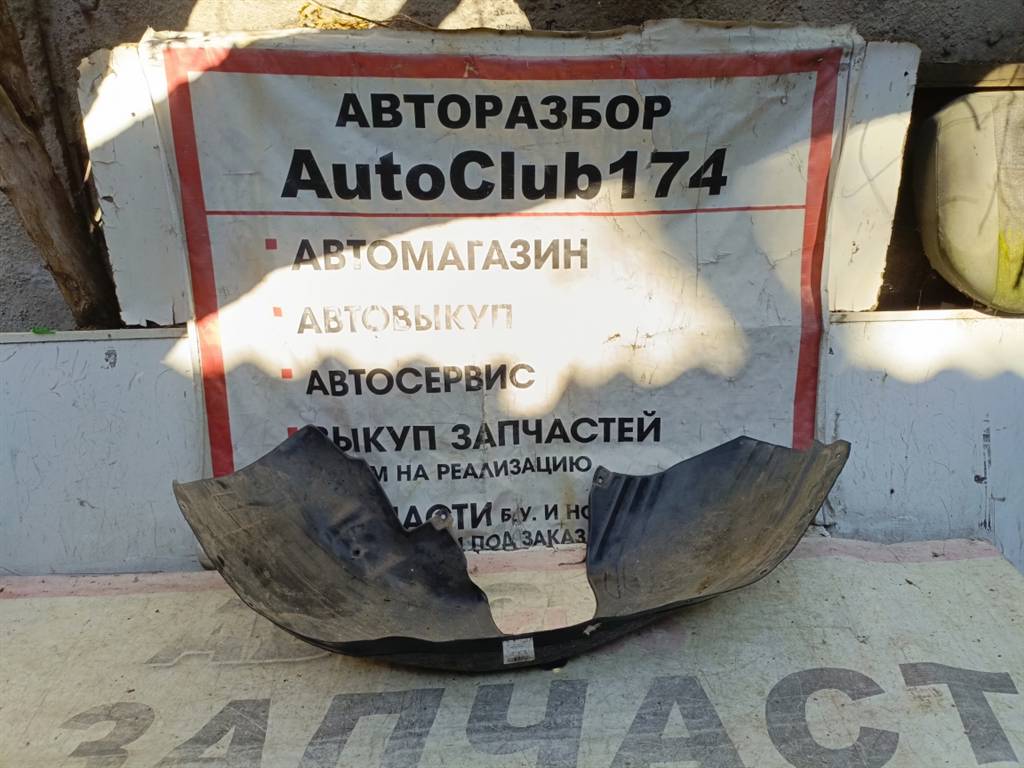 АВТОРАЗБОР
AutoClub174
АВТОМАГАЗИН
АВТОВЫКУП
АВТОСЕРВИС
ВЫКУП ЗАПЧАСТЕЙ
НА РЕАЛИЗАЦИЮ
Б.У. И
ПОД ЗАКАЗ
ЗАПЧАСТ